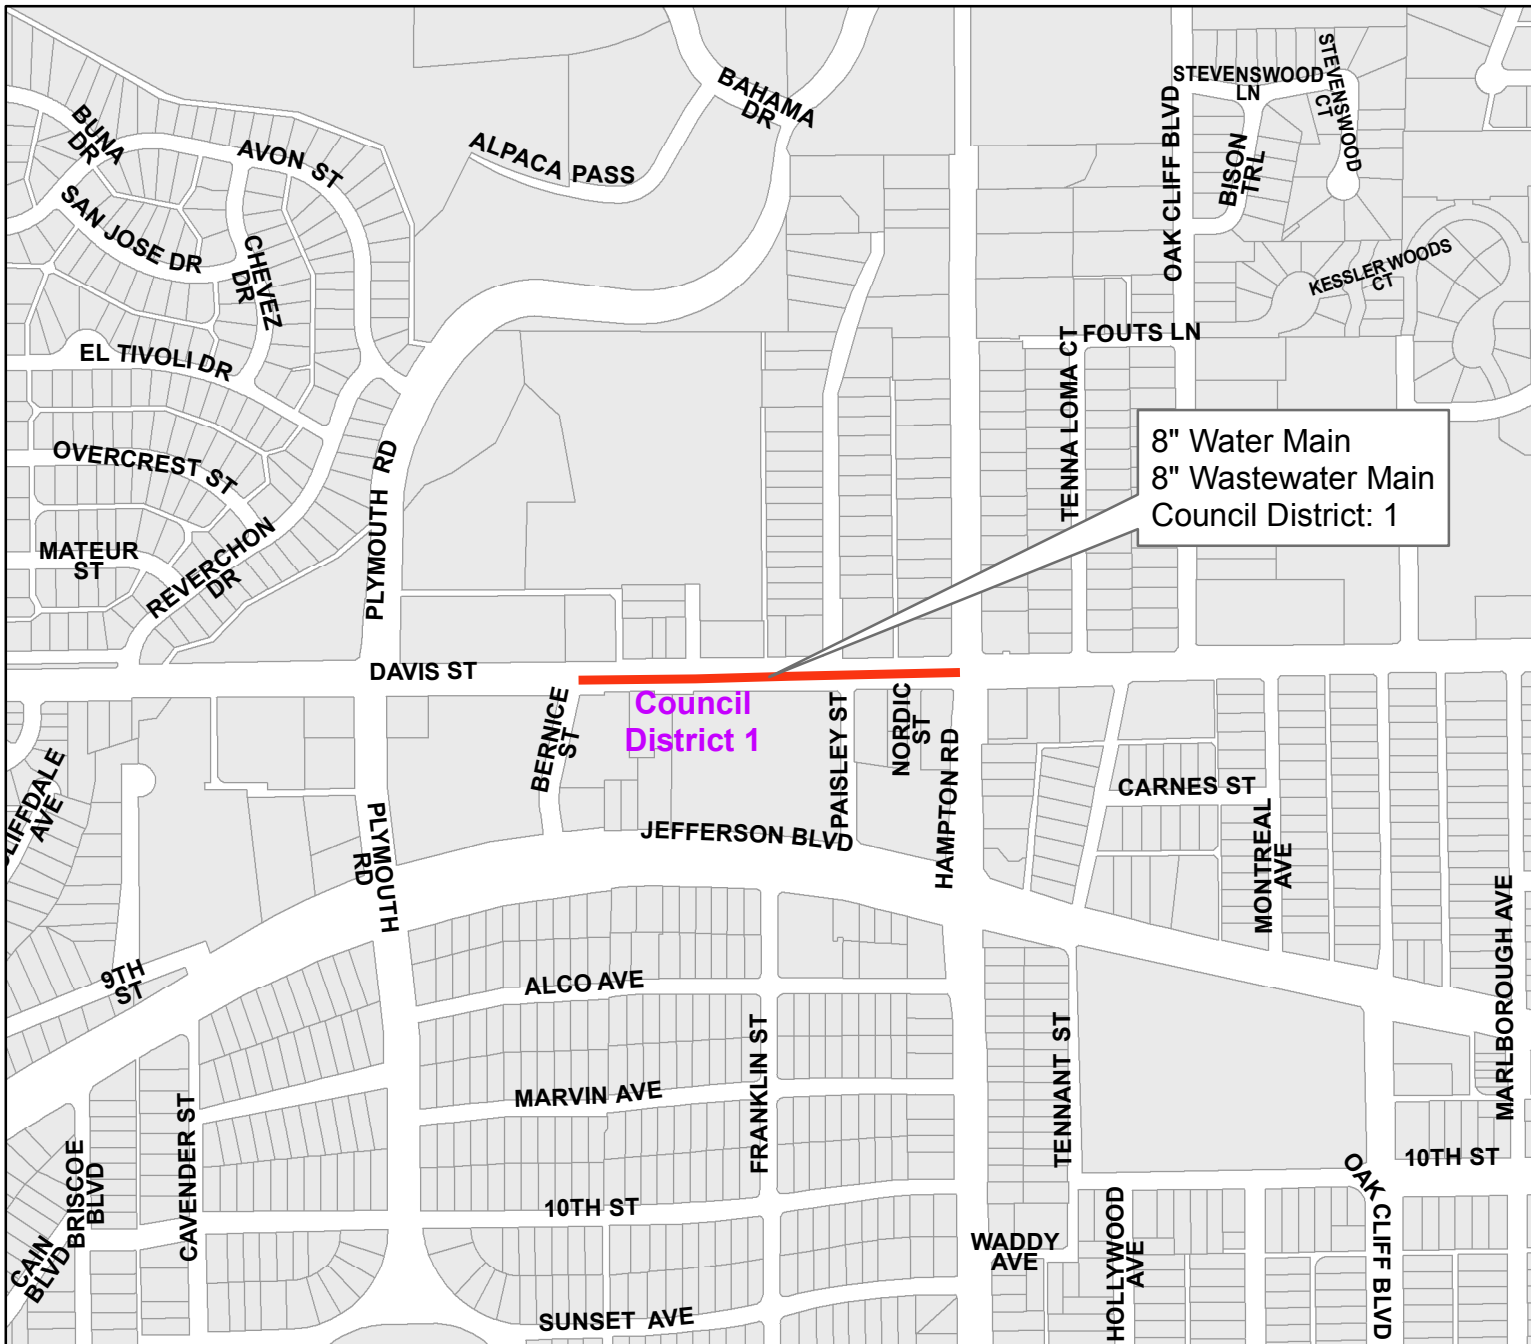 BAHAMA
DR
STEVENSWOOD
LN
STEVENSWOOD
CT
BUNA
DR
AVON ST
ALPACA PASS
OAK CLIFF BLVD
BISON
TRL
SAN JOSE DR
CHEVEZ
DR
KESSLER WOODS
CT
FOUTS LN
EL TIVOLI DR
TENNA LOMA CT
8" Water Main
8" Wastewater Main
Council District: 1
OVERCREST ST
PLYMOUTH RD
MATEUR
ST
REVERCHON
DR
DAVIS ST
Council
District 1
BERNICE
ST
PAISLEY ST
NORDIC
ST
HAMPTON RD
CLIFFDALE
AVE
CARNES ST
PLYMOUTH
RD
JEFFERSON BLVD
MONTREAL
AVE
MARLBOROUGH AVE
9TH
ST
ALCO AVE
FRANKLIN ST
TENNANT ST
MARVIN AVE
CAVENDER ST
BRISCOE
BLVD
10TH ST
OAK CLIFF BLVD
10TH ST
CAIN
BLVD
WADDY
AVE
HOLLYWOOD
AVE
SUNSET AVE